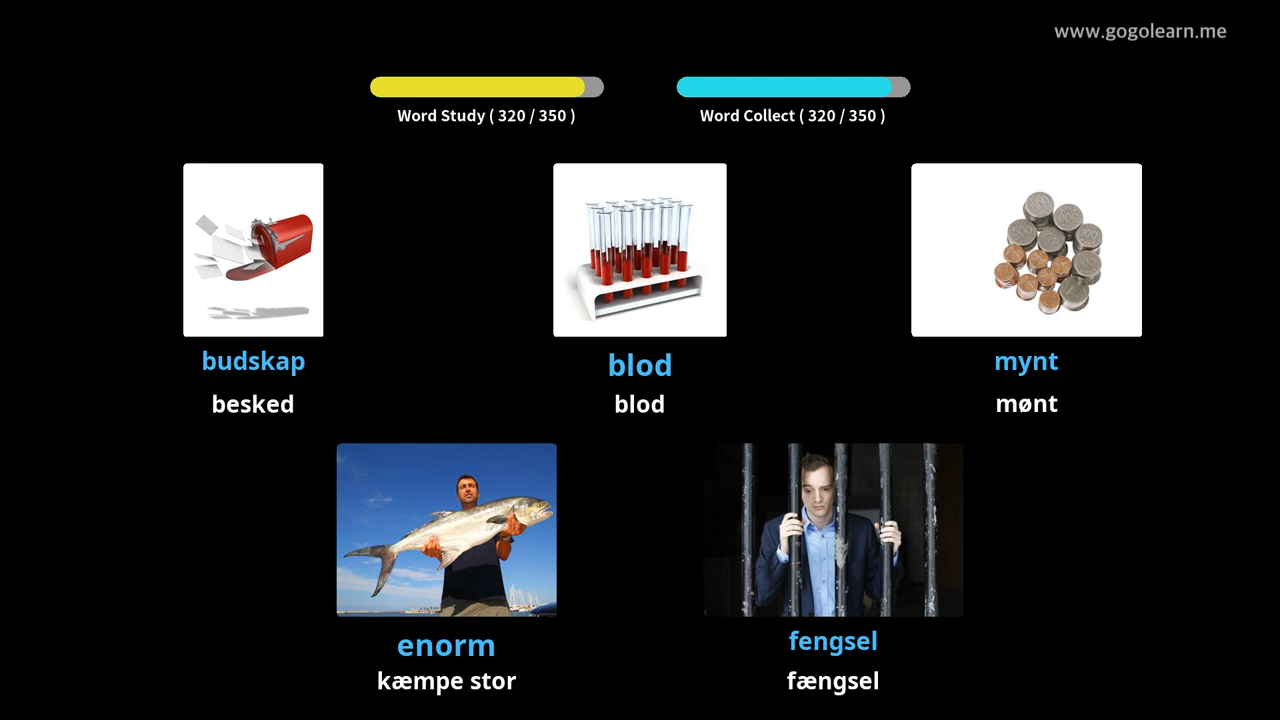 www.gogolearn.me
Word Study ( 320 / 350 )
Word Collect ( 320 / 350 )
budskap
besked
blod
blod
mynt
mønt
enorm
kæmpe stor
fengsel
fængsel